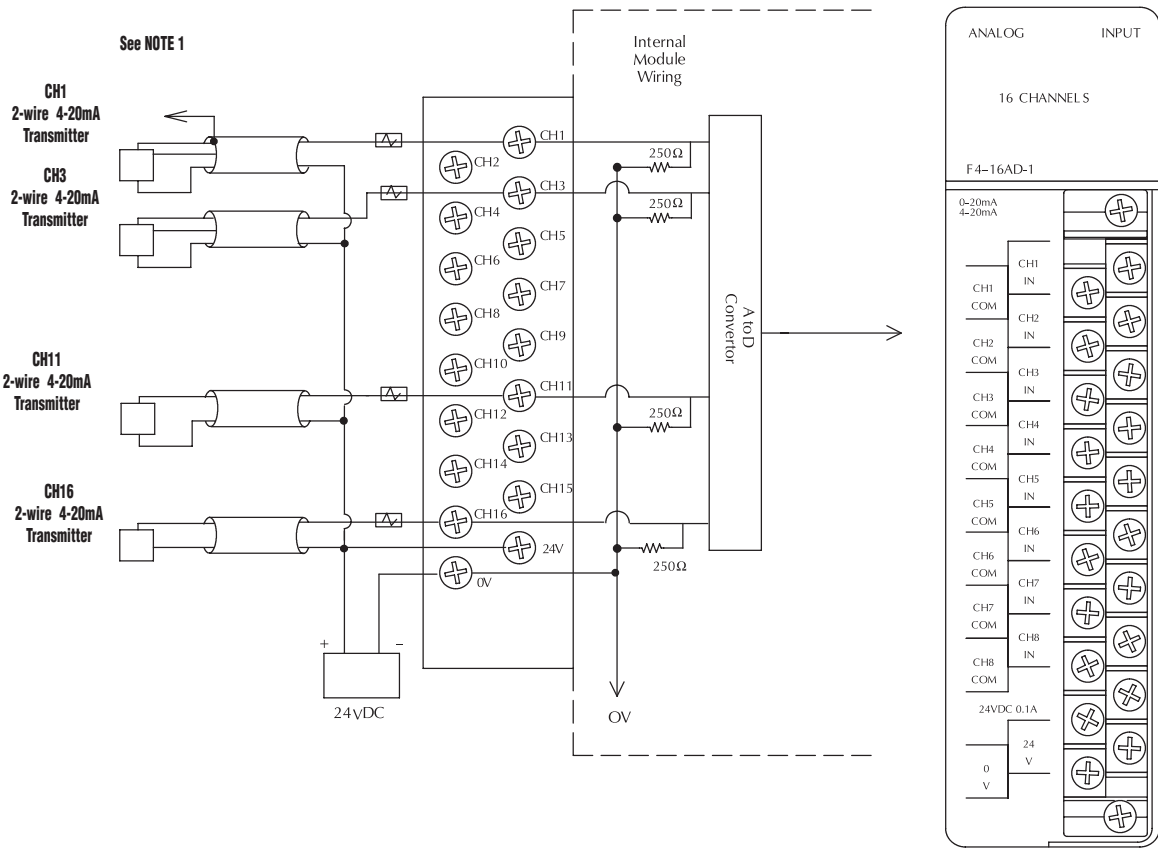 See NOTE 1
CH1
2-wire 4-20mA
Transmitter
CH3
2-wire 4-20mA
Transmitter
CH11
2-wire 4-20mA
Transmitter
CH16
2-wire 4-20mA
Transmitter
+
–
24VDC
CH1
CH2
CH3
CH4
CH5
CH6
CH7
CH8
CH9
CH10
CH11
CH12
CH13
CH14
CH15
CH16
24V
0V
Internal
Module
Wiring
250Ω
250Ω
250Ω
250Ω
A to D
Convertor
OV
ANALOG INPUT
16 CHANNELS
F4–16AD-1
0–20mA
4–20mA
CH1
IN
CH1
COM
CH2
IN
CH2
COM
CH3
IN
CH3
COM
CH4
IN
CH4
COM
CH5
IN
CH5
COM
CH6
IN
CH6
COM
CH7
IN
CH7
COM
CH8
IN
CH8
COM
24VDC 0.1A
24
V
0
V